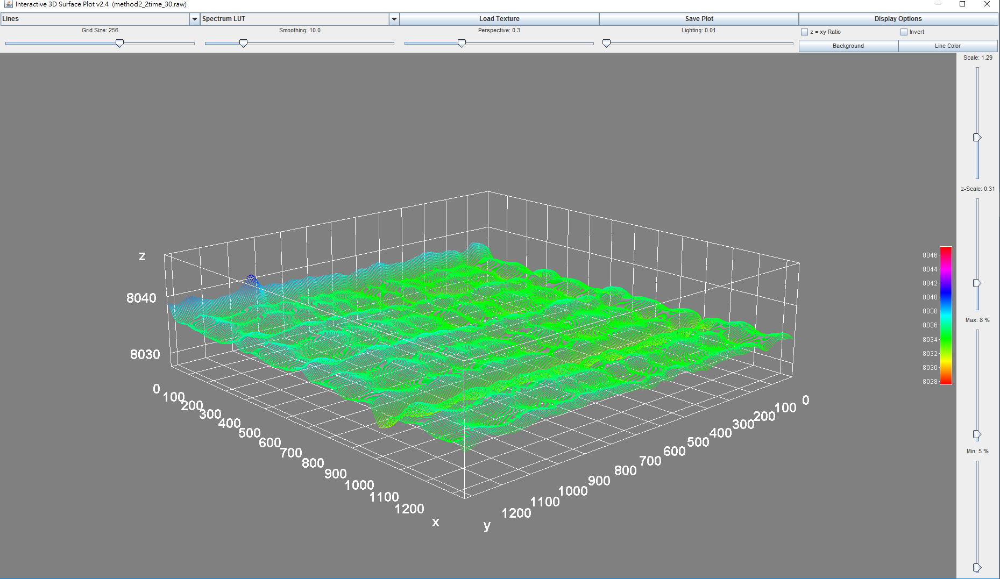 Interactive 3D Surface Plot v2.4 (method2_2time_30.raw)
Lines
Spectrum LUT
Load Texture
Save Plot
Display Options
Grid Size: 256
Smoothing: 10.0
Perspective: 0.3
Lighting: 0.01
z = xy Ratio
Invert
Background
Line Color
Scale: 1.29
z-Scale: 0.31
Max: 8 %
Min: 5 %
z
8040
8030
0
100
200
300
400
500
600
700
800
900
1000
1100
1200
x
y
1200
1100
1000
900
800
700
600
500
400
300
200
100
0
8046
8044
8042
8040
8038
8036
8034
8032
8030
8028